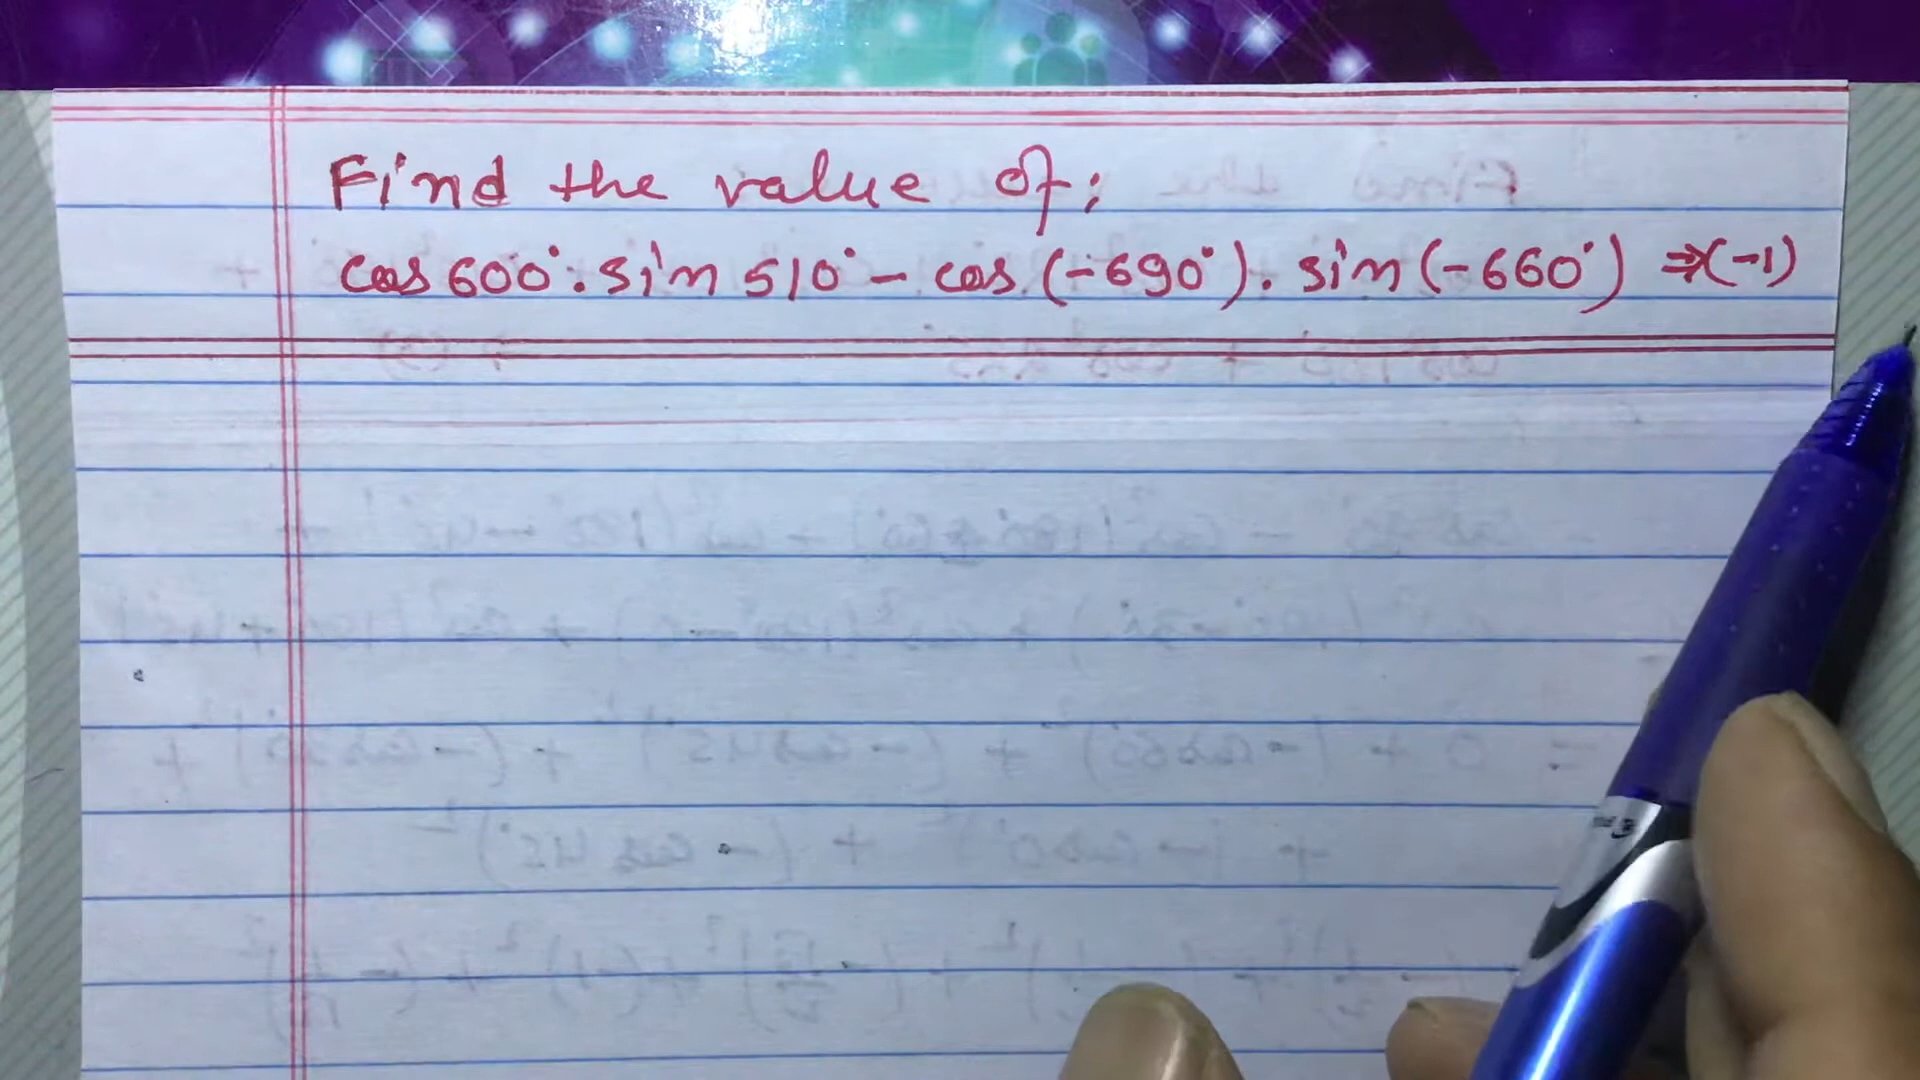 Find the value of:
cos 600° . sin 510° - cos (-690°) . sin (-660°) ⇒ (-1)